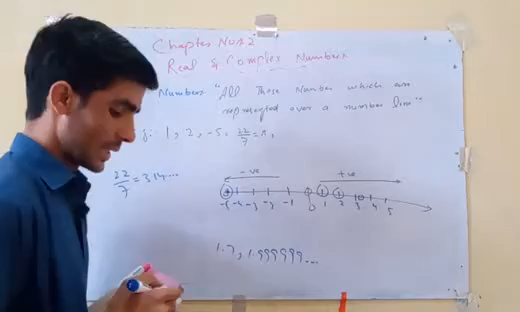 Chapter No#2
Real & Complex Numbers
Numbers "All Those Number which are
represented over a number line"
g: 1, 2, -5, 22/7 = π,
22/7 = 3.14....
-ve +ve
-5 -4 -3 -2 -1 0 1 2 3 4 5
1.7, 1.999999...